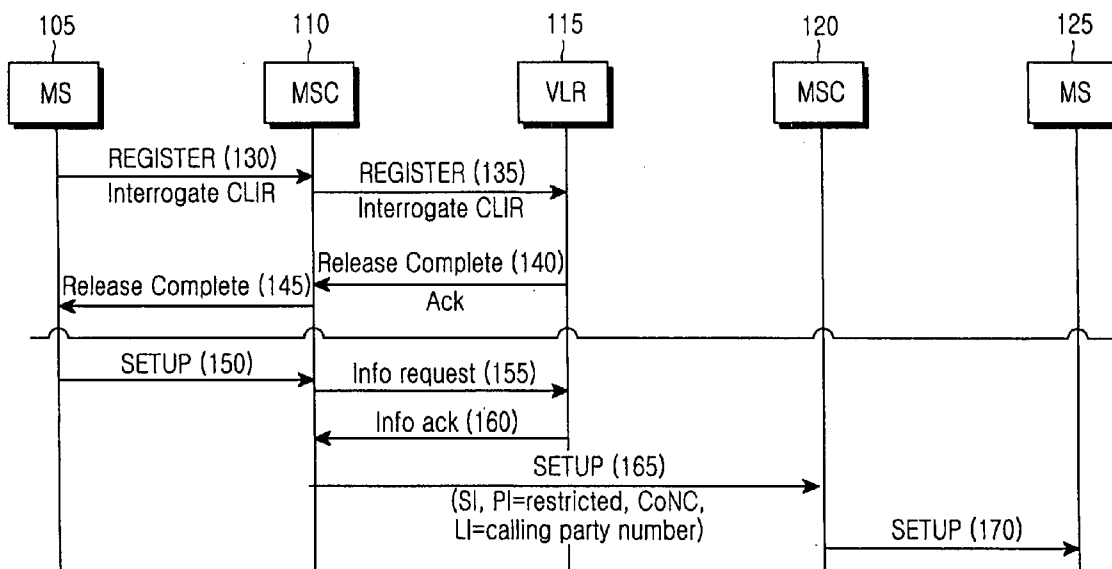 105 110 115 120 125
MS MSC VLR MSC MS
REGISTER (130)
Interrogate CLIR
REGISTER (135)
Interrogate CLIR
Release Complete (140)
Ack
Release Complete (145)
SETUP (150)
Info request (155)
Info ack (160)
SETUP (165)
(SI, PI=restricted, CoNC,
LI=calling party number)
SETUP (170)